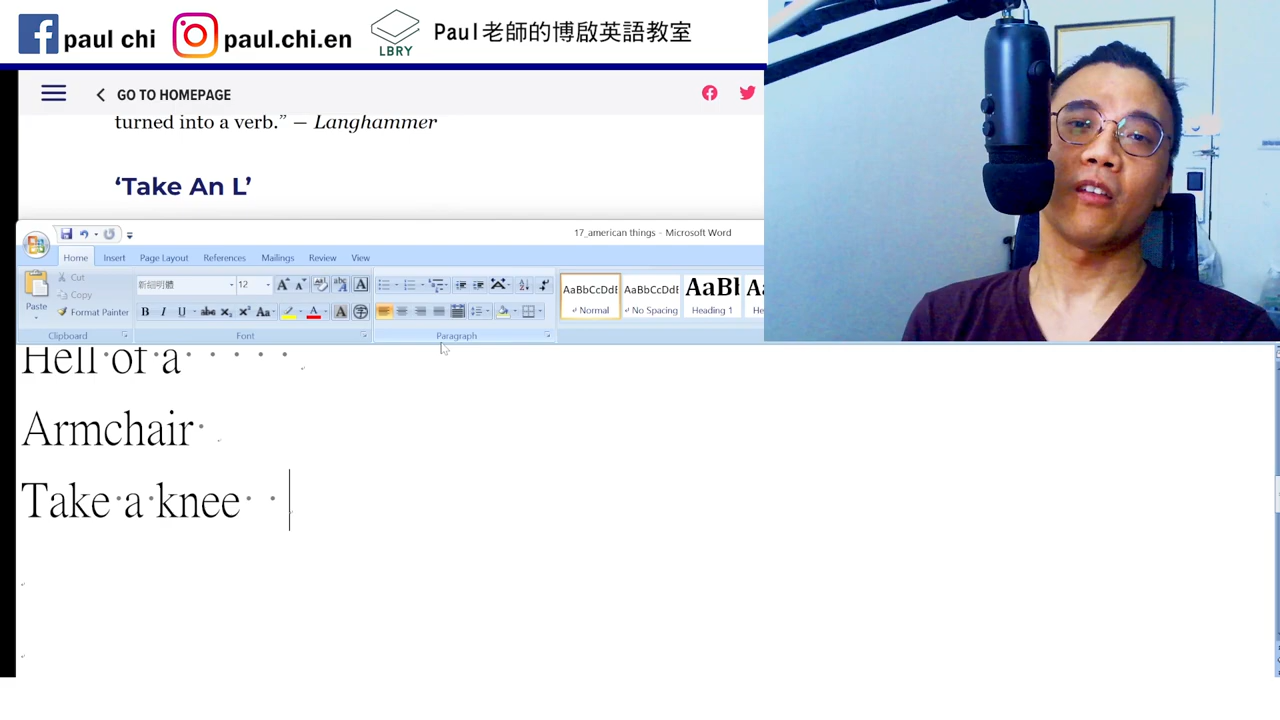 paul chi
paul.chi.en
LBRY
Paul老師的博啟英語教室
GO TO HOMEPAGE
turned into a verb.” — Langhammer
‘Take An L’
17_american things - Microsoft Word
Home Insert Page Layout References Mailings Review View
Paste
Cut
Copy
Format Painter
Clipboard
新細明體 12
Font
Paragraph
AaBbCcDdE AaBbCcDdE AaBbl
Normal No Spacing Heading 1
Hell of a
Armchair
Take a knee